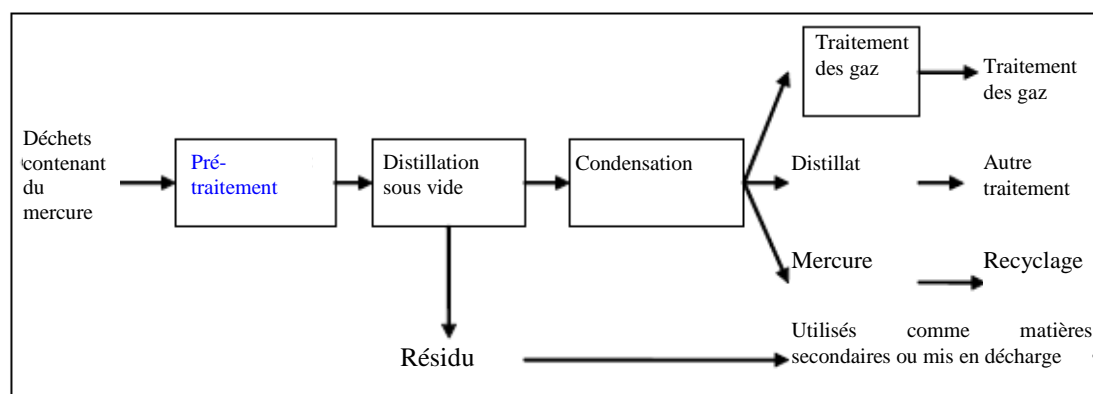 Déchets
contenant
du
mercure
Pré-
traitement
Distillation
sous vide
Condensation
Traitement
des gaz
Traitement
des gaz
Distillat
Autre
traitement
Mercure
Recyclage
Résidu
Utilisés comme matières
secondaires ou mis en décharge